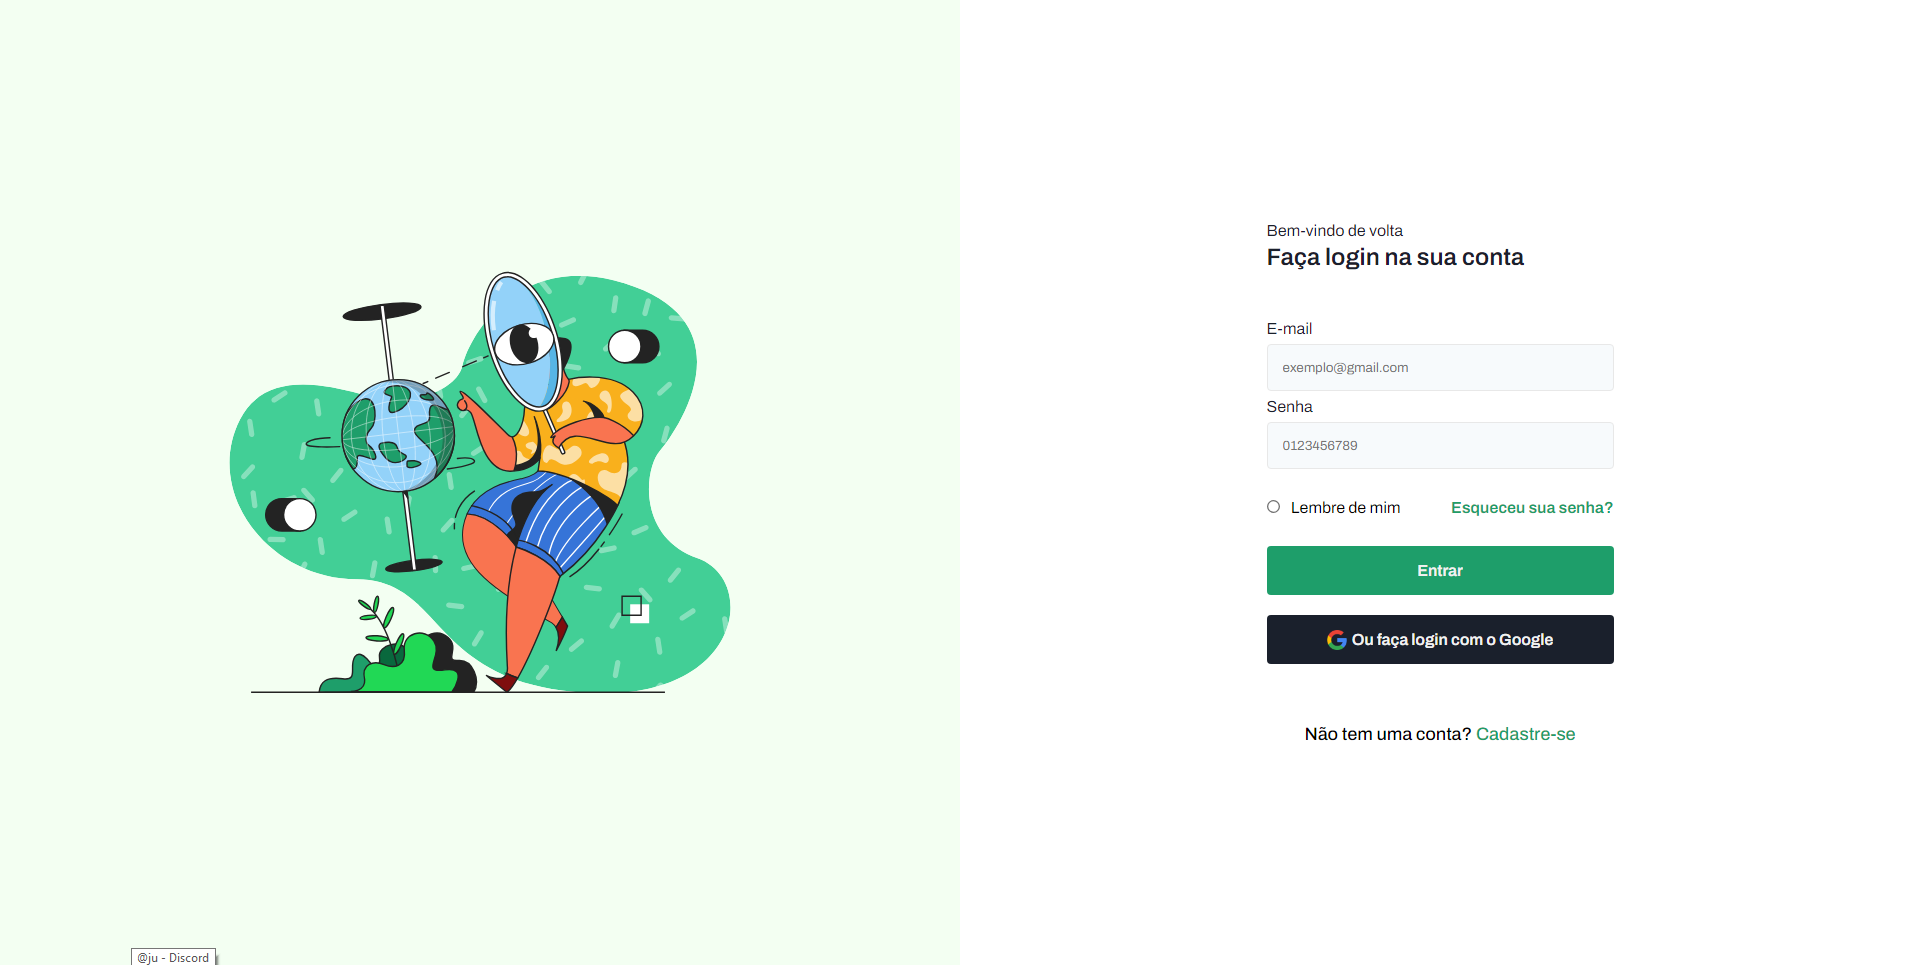 Bem-vindo de volta
Faça login na sua conta
E-mail
exemplo@gmail.com
Senha
0123456789
Lembre de mim Esqueceu sua senha?
Entrar
Ou faça login com o Google
Não tem uma conta? Cadastre-se
@ju - Discord